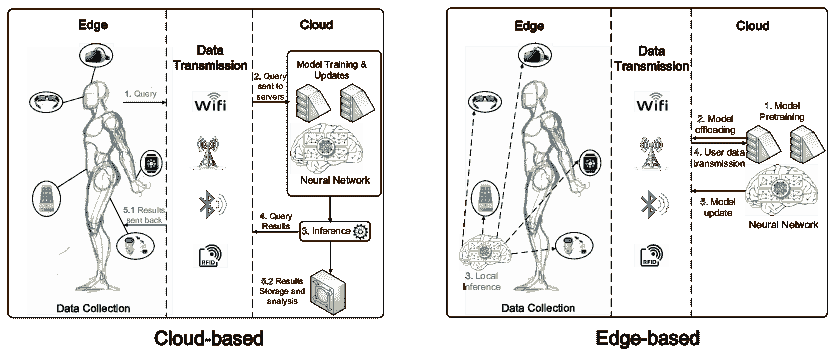 Edge
Data
Transmission
Cloud
1. Query
2. Query
sent to
servers
Model Training &
Updates
Wifi
Neural Network
5.1 Results
sent back
4. Query
Results
3. Inference
RFID
5.2 Results
Storage and
analysis
Data Collection
Cloud-based
Edge
Data
Transmission
Cloud
Wifi
1. Model
Pretraining
2. Model
offloading
4. User data
transmission
5. Model
update
Neural Network
3. Local
Inference
RFID
Data Collection
Edge-based